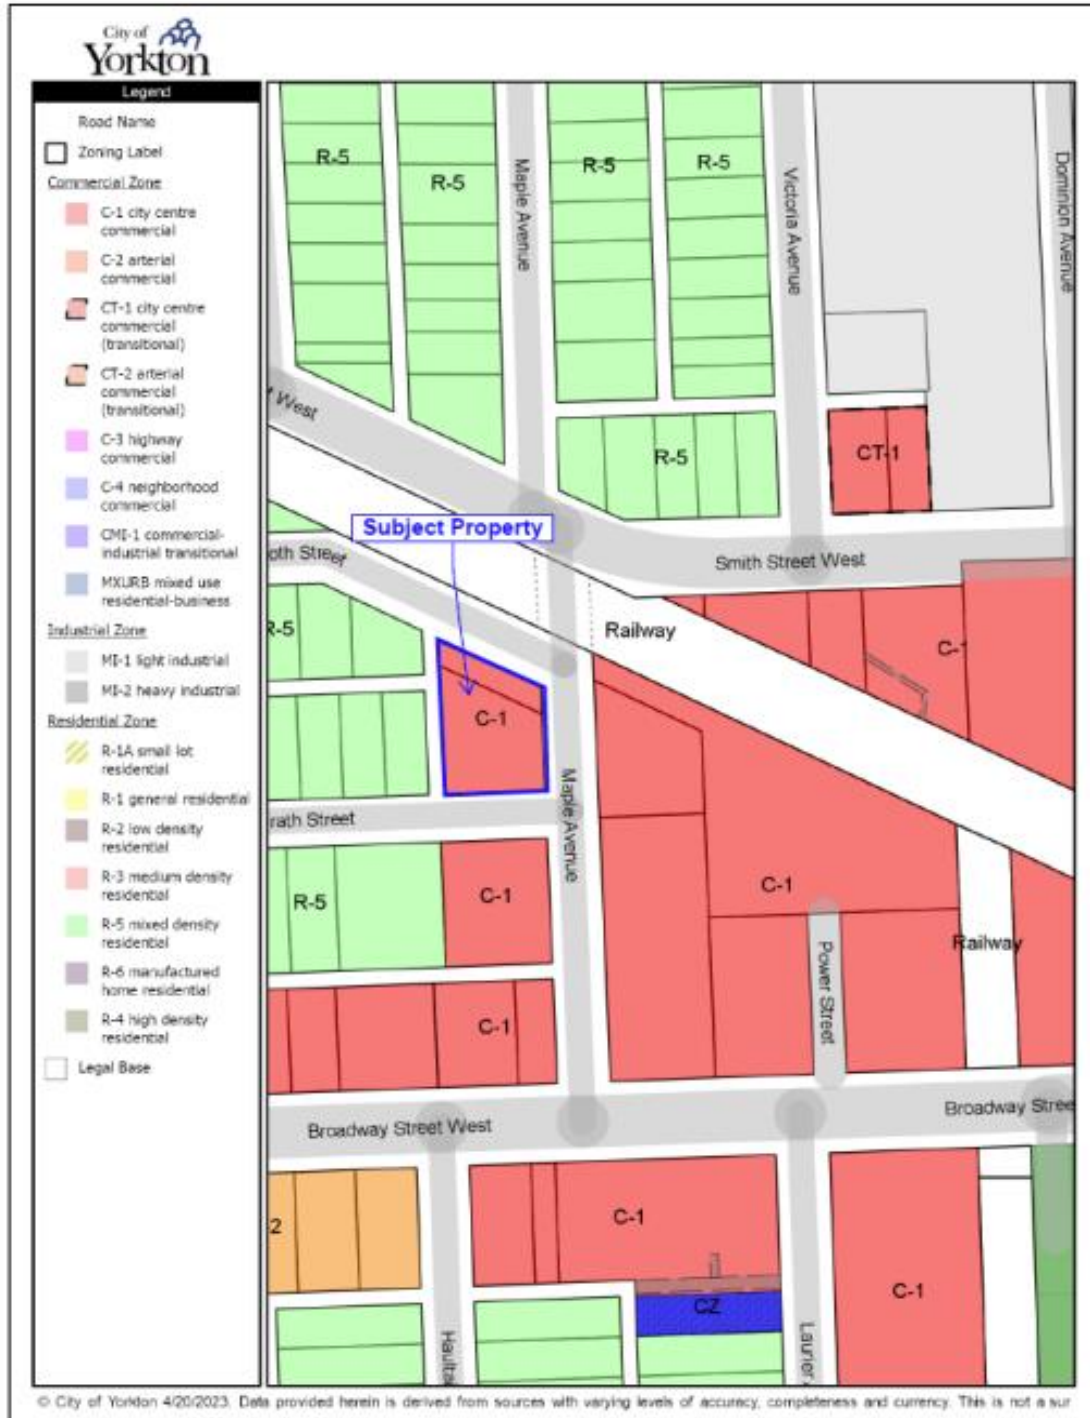 City of
Yorkton
Legend
Road Name
Zoning Label
Commercial Zone
C-1 city centre
commercial
C-2 arterial
commercial
CT-1 city centre
commercial
(transitional)
CT-2 arterial
commercial
(transitional)
C-3 highway
commercial
C-4 neighborhood
commercial
CMI-1 commercial-
industrial transitional
MXURB mixed use
residential-business
Industrial Zone
MI-1 light industrial
MI-2 heavy industrial
Residential Zone
R-1A small lot
residential
R-1 general residential
R-2 low density
residential
R-3 medium density
residential
R-5 mixed density
residential
R-6 manufactured
home residential
R-4 high density
residential
Legal Base
R-5
R-5
R-5
R-5
Maple Avenue
Victoria Avenue
Dominion Avenue
West
R-5
CT-1
Subject Property
oth Street
Smith Street West
R-5
Railway
C-1
C-1
Maple Avenue
rath Street
R-5
C-1
C-1
Railway
Power Street
C-1
Broadway Street West
Broadway Stree
2
C-1
C-1
CZ
Haulta
Laurier
© City of Yorkton 4/20/2023. Data provided herein is derived from sources with varying levels of accuracy, completeness and currency. This is not a sur